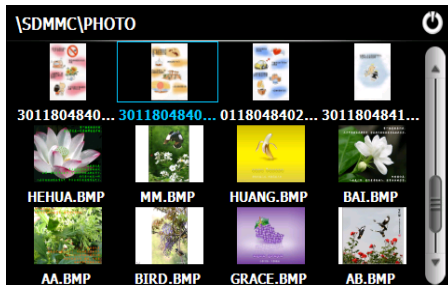 \SDMMC\PHOTO
3011804840... 3011804840... 0118048402... 3011804841...
HEHUA.BMP MM.BMP HUANG.BMP BAI.BMP
AA.BMP BIRD.BMP GRACE.BMP AB.BMP